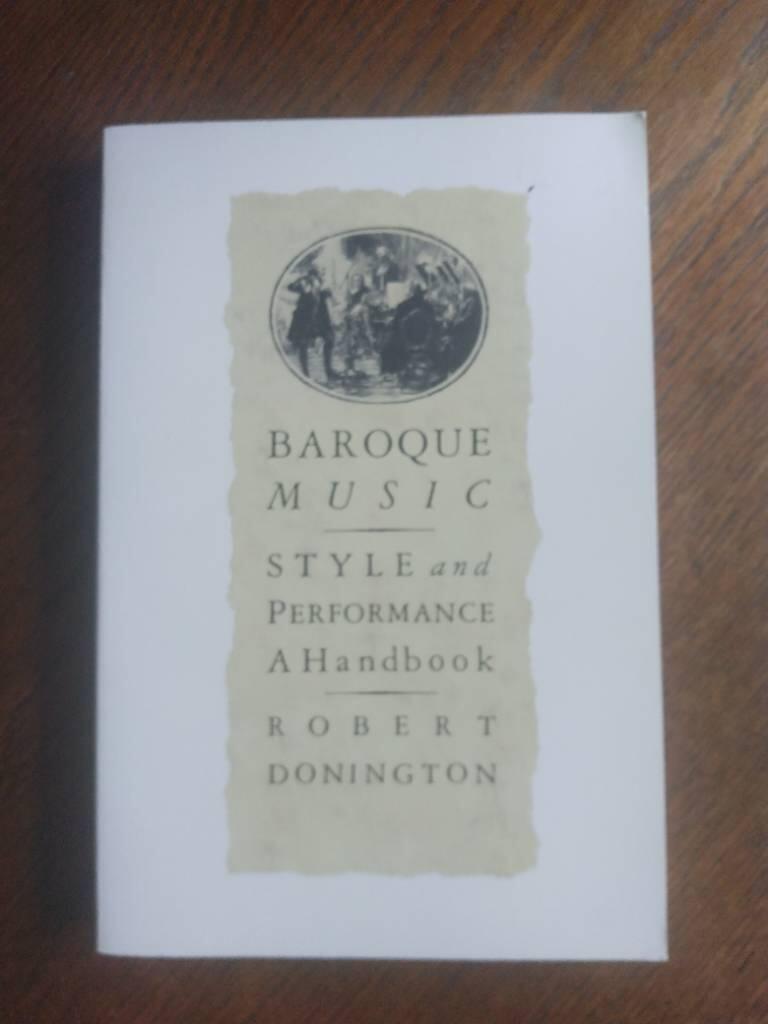 BAROQUE
MUSIC
STYLE and
PERFORMANCE
A Handbook
ROBERT
DONINGTON